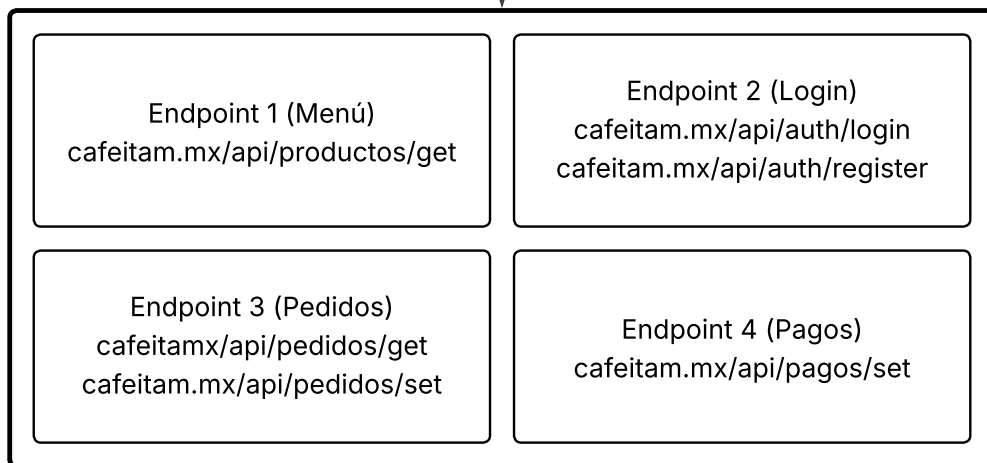 Endpoint 1 (Menú)
cafeitam.mx/api/productos/get
Endpoint 2 (Login)
cafeitam.mx/api/auth/login
cafeitam.mx/api/auth/register
Endpoint 3 (Pedidos)
cafeitamx/api/pedidos/get
cafeitam.mx/api/pedidos/set
Endpoint 4 (Pagos)
cafeitam.mx/api/pagos/set